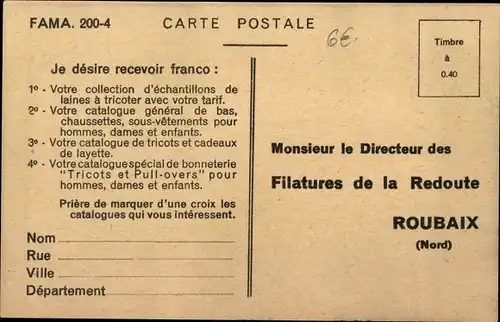 FAMA. 200-4
CARTE POSTALE
6€
Timbre
à
0.40
Je désire recevoir franco :
1º - Votre collection d'échantillons de
laines à tricoter avec votre tarif.
2º - Votre catalogue général de bas,
chaussettes, sous-vêtements pour
hommes, dames et enfants.
3º - Votre catalogue de tricots et cadeaux
de layette.
4º - Votre catalogue spécial de bonneterie
"Tricots et Pull-overs" pour
hommes, dames et enfants.
Prière de marquer d'une croix les
catalogues qui vous intéressent.
Nom
Rue
Ville
Département
Monsieur le Directeur des
Filatures de la Redoute
ROUBAIX
(Nord)